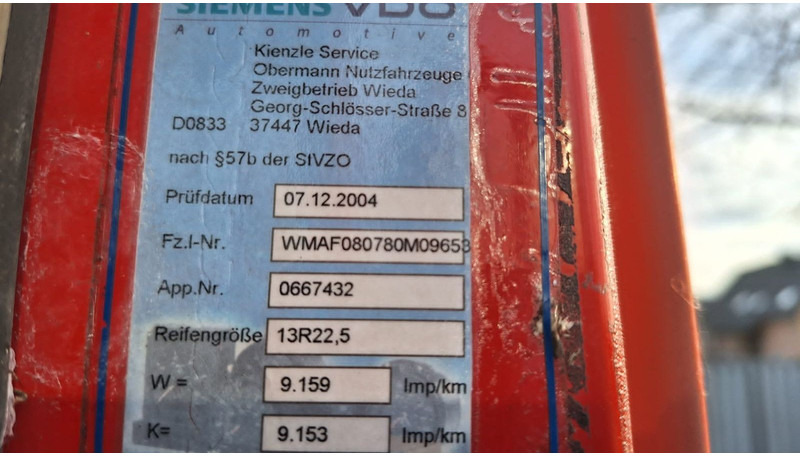 SIEMENS VDO
Automotive
Kienzle Service
Obermann Nutzfahrzeuge
Zweigbetrieb Wieda
Georg-Schlösser-Straße 8
D0833 37447 Wieda
nach §57b der StVZO
Prüfdatum 07.12.2004
Fz.I-Nr. WMAF080780M09653
App.Nr. 0667432
Reifengröße 13R22,5
W = 9.159 Imp/km
K= 9.153 Imp/km